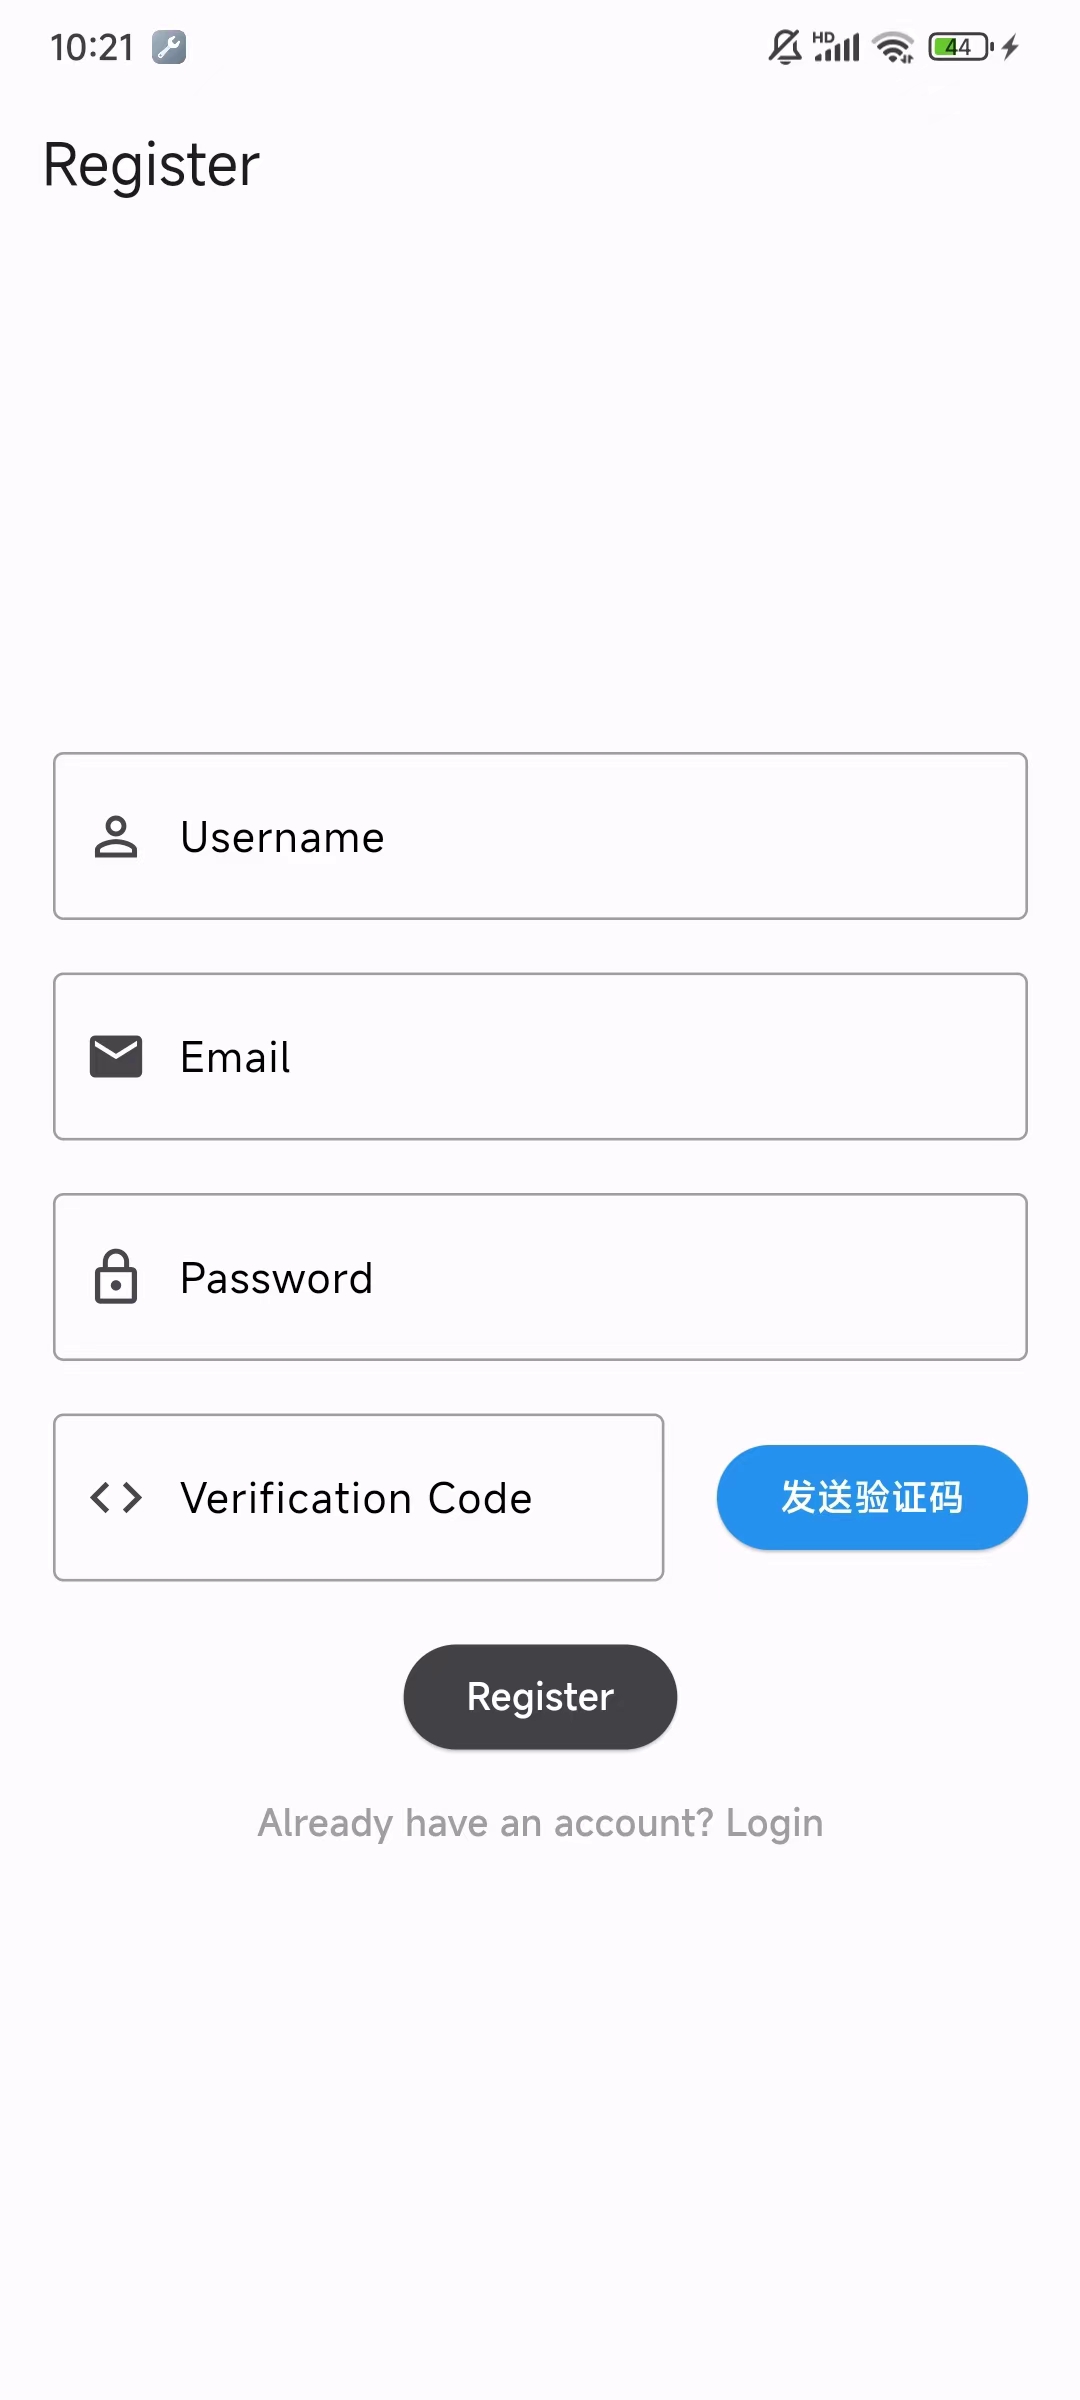 10:21
HD
44
Register
Username
Email
Password
Verification Code
发送验证码
Register
Already have an account? Login